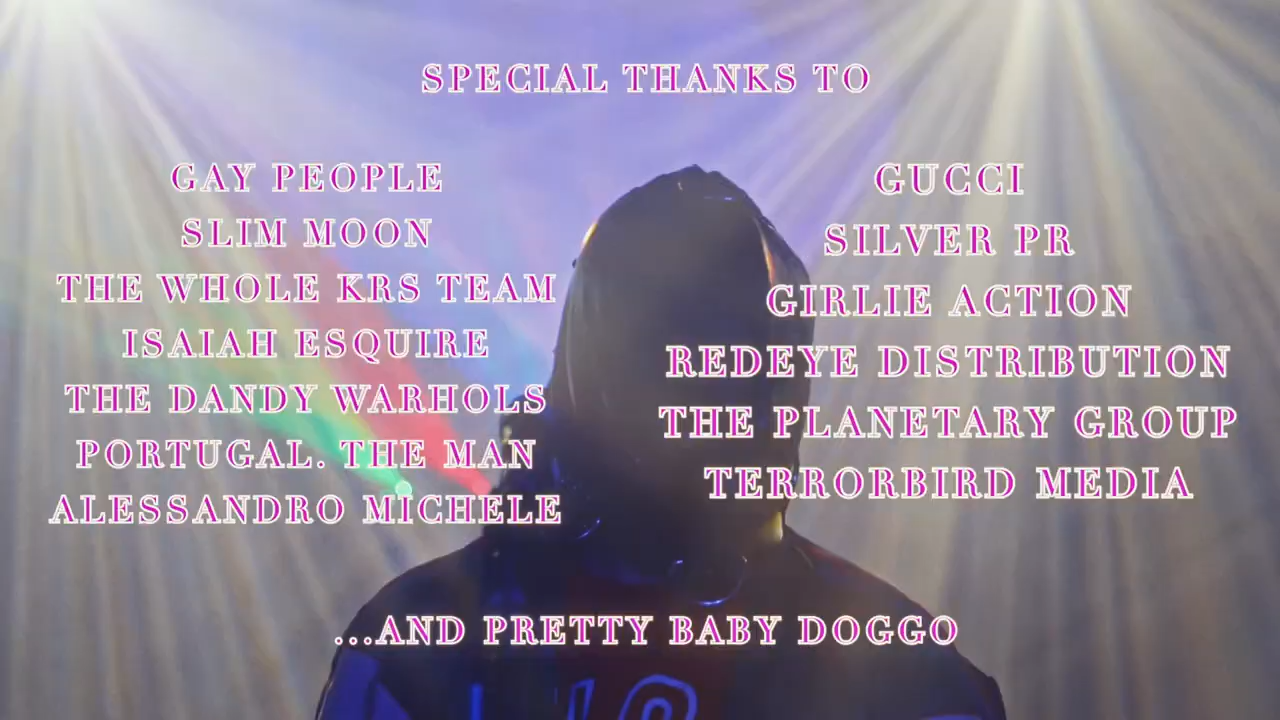 SPECIAL THANKS TO
GAY PEOPLE
SLIM MOON
THE WHOLE KRS TEAM
ISAIAH ESQUIRE
THE DANDY WARHOLS
PORTUGAL. THE MAN
ALESSANDRO MICHELE
GUCCI
SILVER PR
GIRLIE ACTION
REDEYE DISTRIBUTION
THE PLANETARY GROUP
TERRORBIRD MEDIA
...AND PRETTY BABY DOGGO